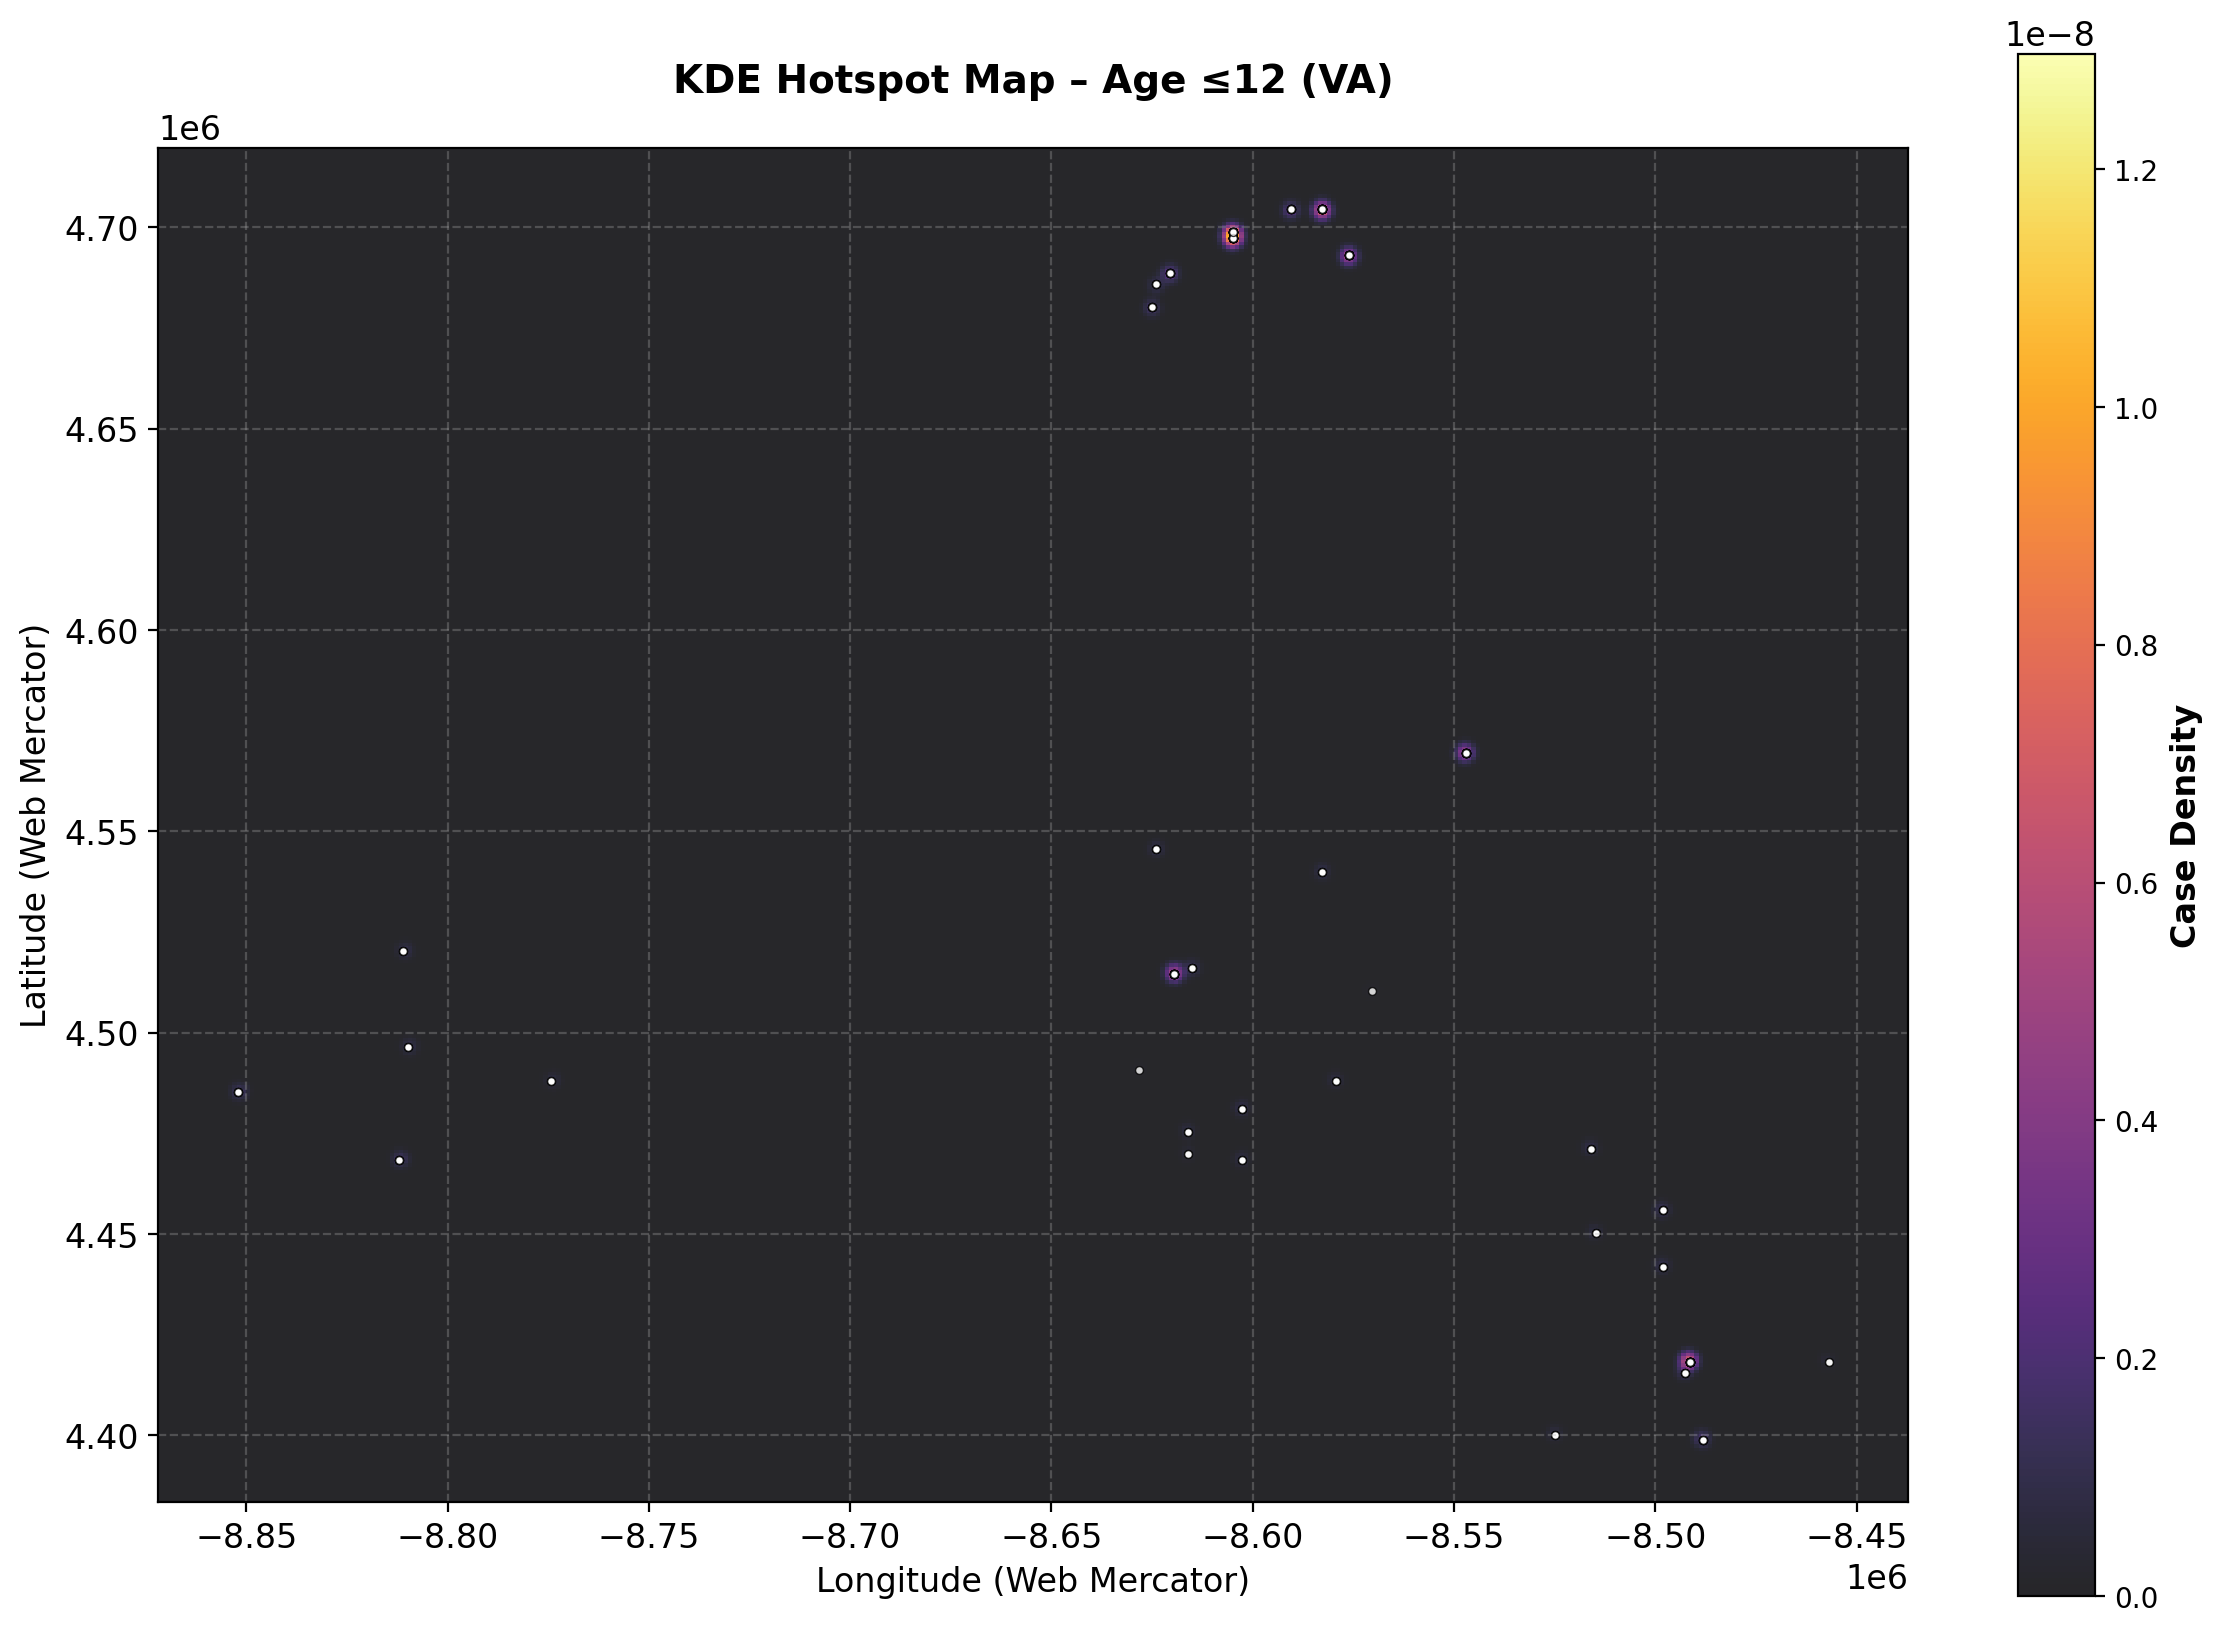 1e−8
KDE Hotspot Map – Age ≤12 (VA)
1e6
4.70
4.65
4.60
4.55
4.50
4.45
4.40
Latitude (Web Mercator)
−8.85 −8.80 −8.75 −8.70 −8.65 −8.60 −8.55 −8.50 −8.45
Longitude (Web Mercator)
1e6
1.2
1.0
0.8
0.6
0.4
0.2
0.0
Case Density